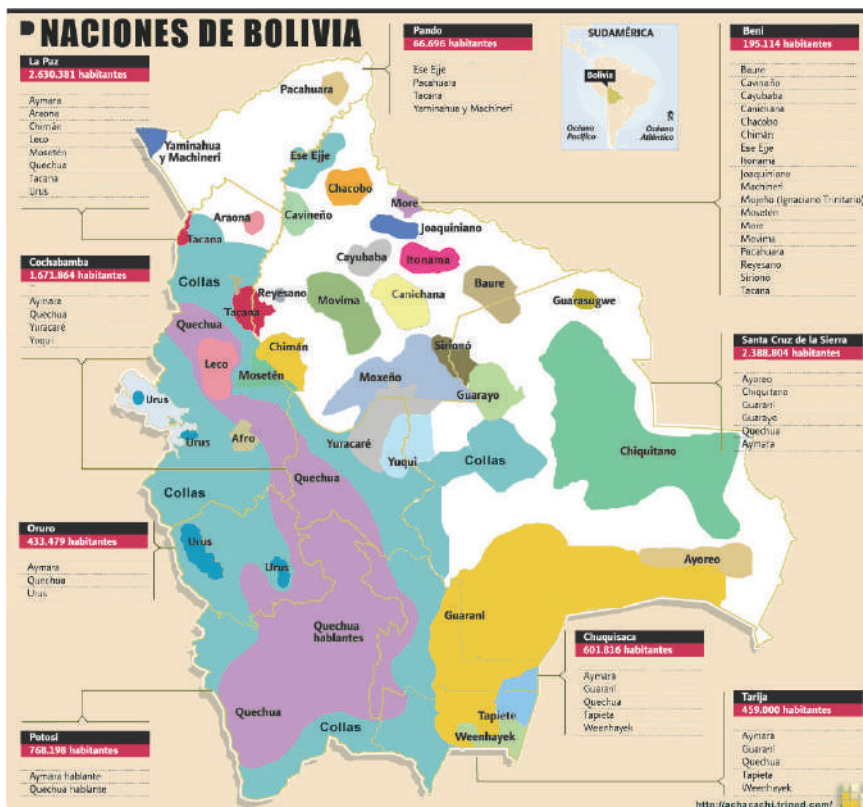 NACIONES DE BOLIVIA
La Paz
2.630.381 habitantes
Aymara
Araona
Chimán
Leco
Mosetén
Quechua
Tacana
Urus
Cochabamba
1.671.864 habitantes
Aymara
Quechua
Yuracaré
Yuqui
Oruro
433.479 habitantes
Aymara
Quechua
Urus
Potosí
768.198 habitantes
Aymara hablante
Quechua hablante
Pando
66.696 habitantes
Ese Ejje
Pacahuara
Tacana
Yaminahua y Machineri
SUDAMÉRICA
Bolivia
Océano
Pacífico
Océano
Atlántico
Beni
195.114 habitantes
Baure
Cavineño
Cayubaba
Canichana
Chacobo
Chimán
Ese Ejje
Itonama
Joaquiniano
Machineri
Mojeño (Ignaciano Trinitario)
Mosetén
More
Movima
Pacahuara
Reyesano
Sirionó
Tacana
Santa Cruz de la Sierra
2.388.804 habitantes
Ayoreo
Chiquitano
Guaraní
Guarayo
Quechua
Aymara
Chuquisaca
601.816 habitantes
Aymara
Guaraní
Quechua
Tapieta
Weenhayek
Tarija
459.000 habitantes
Aymara
Guaraní
Quechua
Tapieta
Weenhayek
Pacahuara
Yaminahua
y Machineri
Ese Ejje
Chacobo
More
Araona
Cavineño
Joaquiniano
Tacana
Cayubaba
Itonama
Collas
Reyesano
Movima
Canichana
Baure
Guarasugwe
Tacana
Quechua
Chimán
Sirionó
Leco
Mosetén
Moxeño
Guarayo
Urus
Urus
Afro
Yuracaré
Yuqui
Collas
Chiquitano
Quechua
Collas
Urus
Urus
Ayoreo
Guaraní
Quechua
hablantes
Quechua
Tapiete
Collas
Weenhayek
http://achacachi.tripod.com/